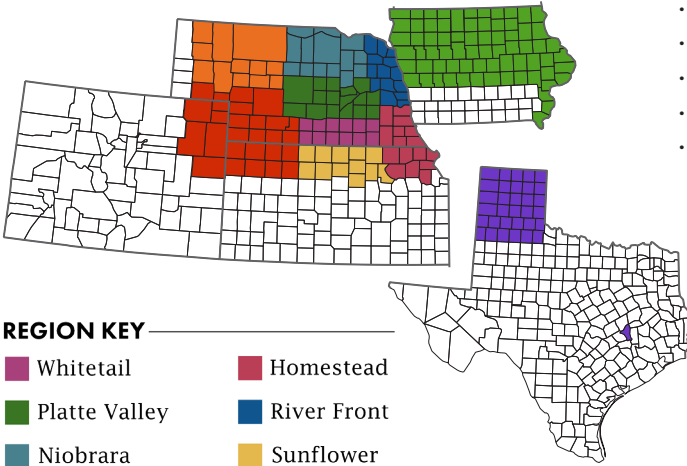 REGION KEY
Whitetail
Homestead
Platte Valley
River Front
Niobrara
Sunflower